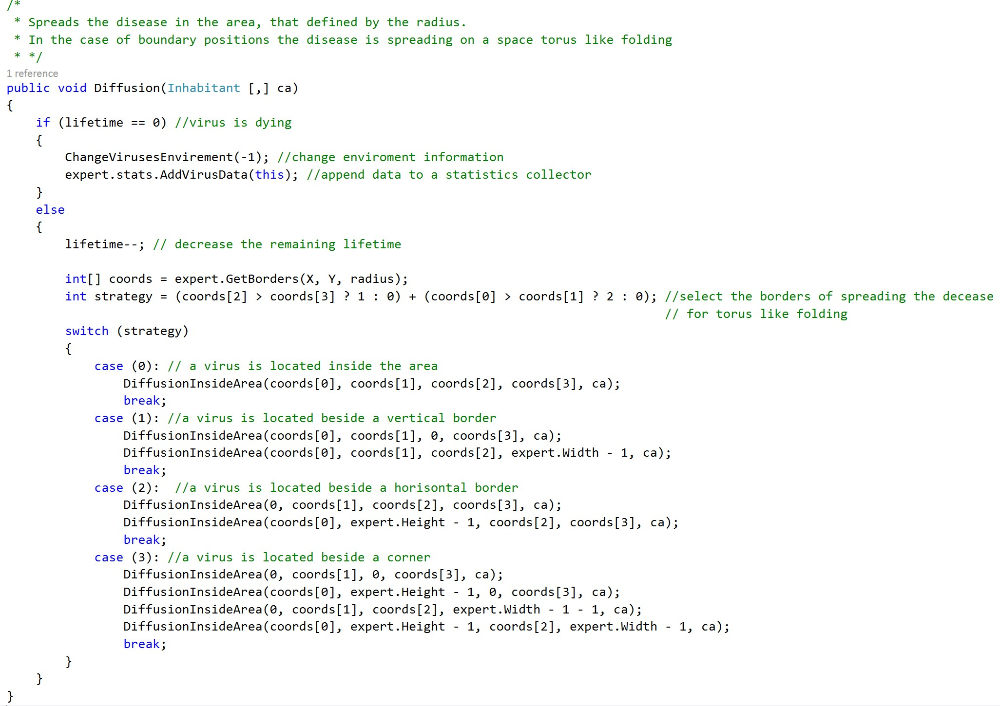 /*
 * Spreads the disease in the area, that defined by the radius.
 * In the case of boundary positions the disease is spreading on a space torus like folding
 * */
1 reference
public void Diffusion(Inhabitant [,] ca)
{
    if (lifetime == 0) //virus is dying
    {
        ChangeVirusesEnvirement(-1); //change enviroment information
        expert.stats.AddVirusData(this); //append data to a statistics collector
    }
    else
    {
        lifetime--; // decrease the remaining lifetime

        int[] coords = expert.GetBorders(X, Y, radius);
        int strategy = (coords[2] > coords[3] ? 1 : 0) + (coords[0] > coords[1] ? 2 : 0); //select the borders of spreading the decease
                                                                                          // for torus like folding
        switch (strategy)
        {
            case (0): // a virus is located inside the area
                DiffusionInsideArea(coords[0], coords[1], coords[2], coords[3], ca);
                break;
            case (1): //a virus is located beside a vertical border
                DiffusionInsideArea(coords[0], coords[1], 0, coords[3], ca);
                DiffusionInsideArea(coords[0], coords[1], coords[2], expert.Width - 1, ca);
                break;
            case (2):  //a virus is located beside a horisontal border
                DiffusionInsideArea(0, coords[1], coords[2], coords[3], ca);
                DiffusionInsideArea(coords[0], expert.Height - 1, coords[2], coords[3], ca);
                break;
            case (3): //a virus is located beside a corner
                DiffusionInsideArea(0, coords[1], 0, coords[3], ca);
                DiffusionInsideArea(coords[0], expert.Height - 1, 0, coords[3], ca);
                DiffusionInsideArea(0, coords[1], coords[2], expert.Width - 1 - 1, ca);
                DiffusionInsideArea(coords[0], expert.Height - 1, coords[2], expert.Width - 1, ca);
                break;
        }
    }
}